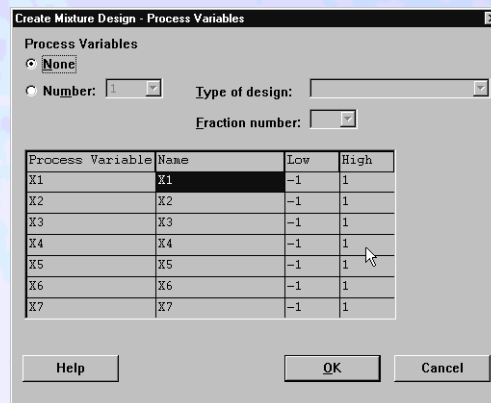 Create Mixture Design - Process Variables
Process Variables
None
Number: 1 Type of design:
Fraction number:
Process Variable Name Low High
X1 X1 -1 1
X2 X2 -1 1
X3 X3 -1 1
X4 X4 -1 1
X5 X5 -1 1
X6 X6 -1 1
X7 X7 -1 1
Help OK Cancel